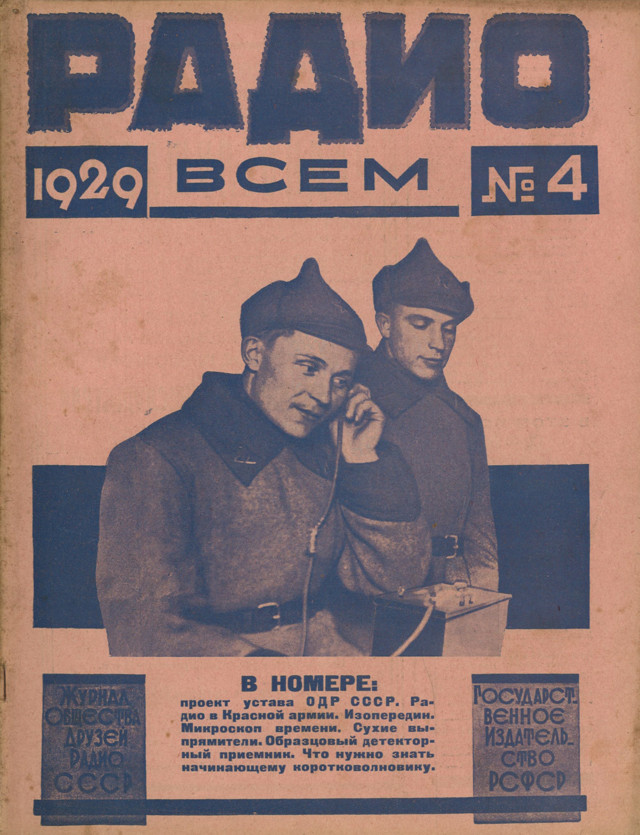 РАДИО
1929 ВСЕМ № 4
В НОМЕРЕ:
проект устава ОДР СССР. Ра-
дио в Красной армии. Изопередин.
Микроскоп времени. Сухие вы-
прямители. Образцовый детектор-
ный приемник. Что нужно знать
начинающему коротковолновику.
ЖУРНАЛ
ОБЩЕСТВА
ДРУЗЕЙ
РАДИО
СССР
ГОСУДАРСТ-
ВЕННОЕ
ИЗДАТЕЛЬ-
СТВО
РСФСР